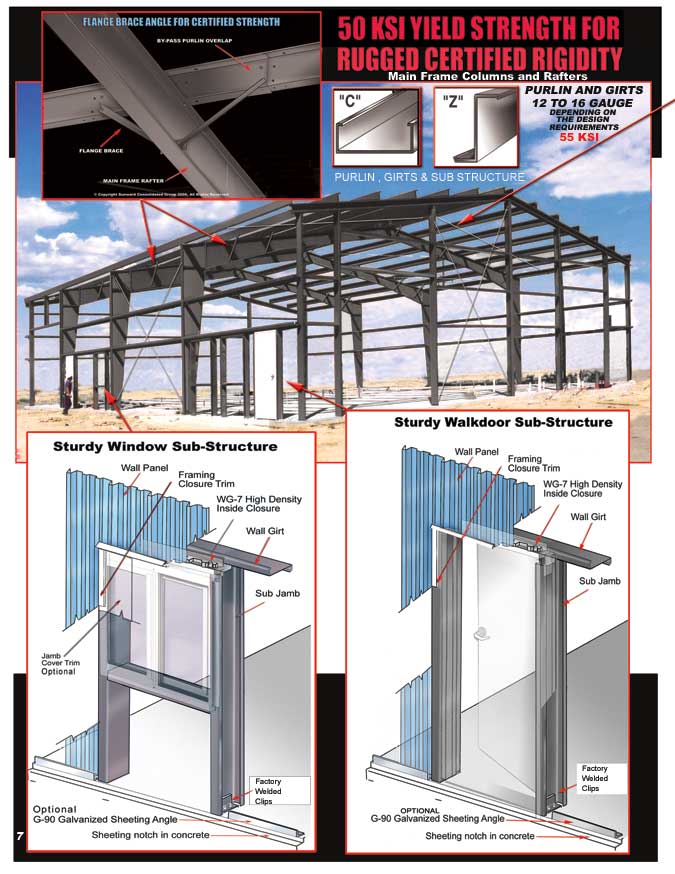 FLANGE BRACE ANGLE FOR CERTIFIED STRENGTH
BY-PASS PURLIN OVERLAP
FLANGE BRACE
MAIN FRAME RAFTER
© Copyright Sunward Consolidated Group 2009, All Rights Reserved
50 KSI YIELD STRENGTH FOR
RUGGED CERTIFIED RIGIDITY
Main Frame Columns and Rafters
"C"
"Z"
PURLIN AND GIRTS
12 TO 16 GAUGE
DEPENDING ON
THE DESIGN
REQUIREMENTS
55 KSI
PURLIN , GIRTS & SUB STRUCTURE
Sturdy Window Sub-Structure
Wall Panel
Framing
Closure Trim
WG-7 High Density
Inside Closure
Wall Girt
Sub Jamb
Jamb
Cover Trim
Optional
Factory
Welded
Clips
Optional
G-90 Galvanized Sheeting Angle
Sheeting notch in concrete
Sturdy Walkdoor Sub-Structure
Wall Panel
Framing
Closure Trim
WG-7 High Density
Inside Closure
Wall Girt
Sub Jamb
Factory
Welded
Clips
OPTIONAL
G-90 Galvanized Sheeting Angle
Sheeting notch in concrete
7